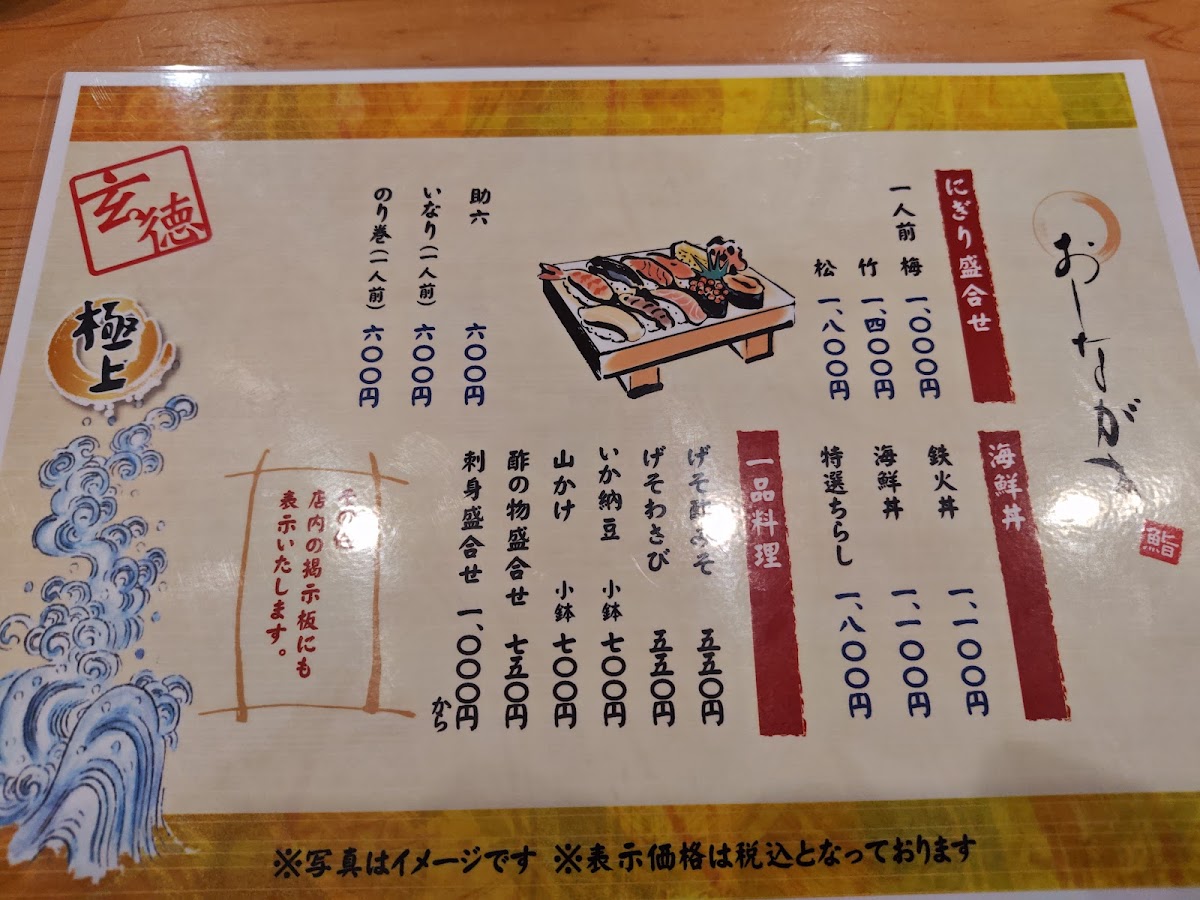 おしながき
鮨
にぎり盛合せ
一人前 梅 一、〇〇〇円
竹 一、四〇〇円
松 一、八〇〇円
助六 六〇〇円
いなり(一人前) 六〇〇円
のり巻(一人前) 六〇〇円
海鮮丼
鉄火丼 一、一〇〇円
海鮮丼 一、一〇〇円
特選ちらし 一、八〇〇円
一品料理
げそ みそ 五五〇円
げそわさび 五五〇円
いか納豆 小鉢 七〇〇円
山かけ 小鉢 七〇〇円
酢の物盛合せ 七五〇円
刺身盛合せ 一、〇〇〇円から
その他
店内の掲示板にも
表示いたします。
玄徳
極上
※写真はイメージです ※表示価格は税込となっております